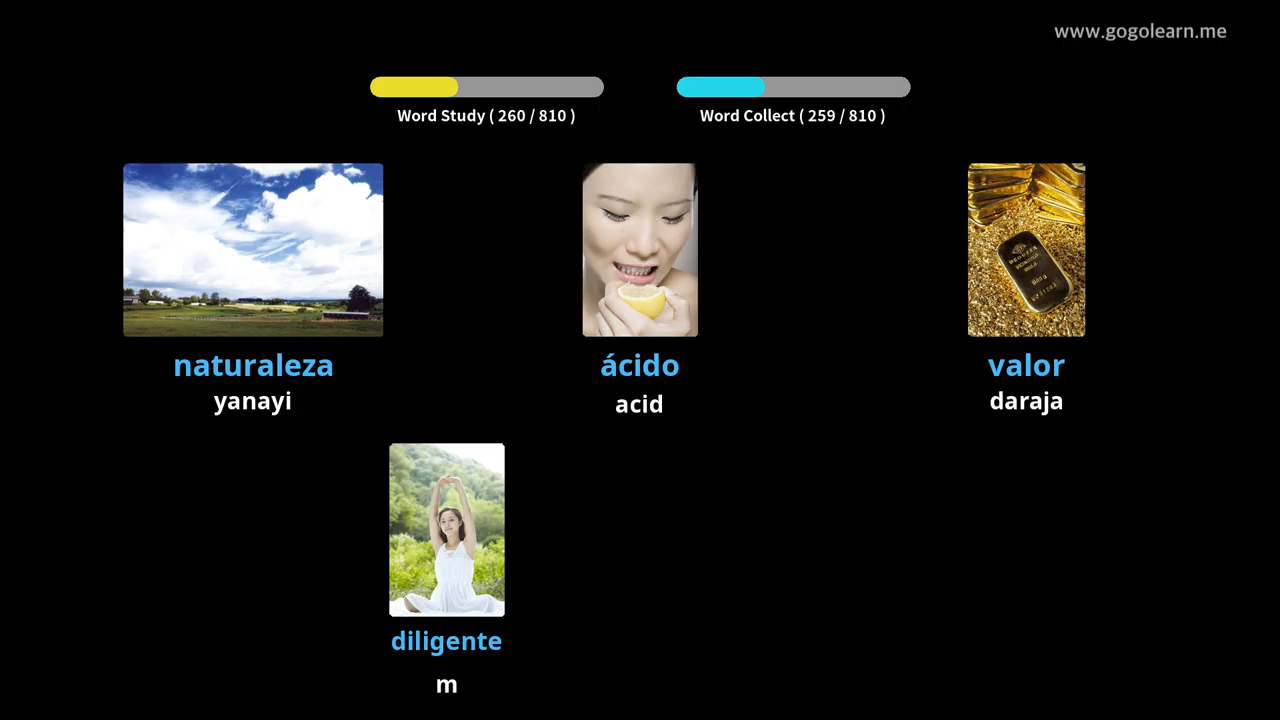 www.gogolearn.me
Word Study ( 260 / 810 )
Word Collect ( 259 / 810 )
naturaleza
yanayi
ácido
acid
valor
daraja
diligente
m